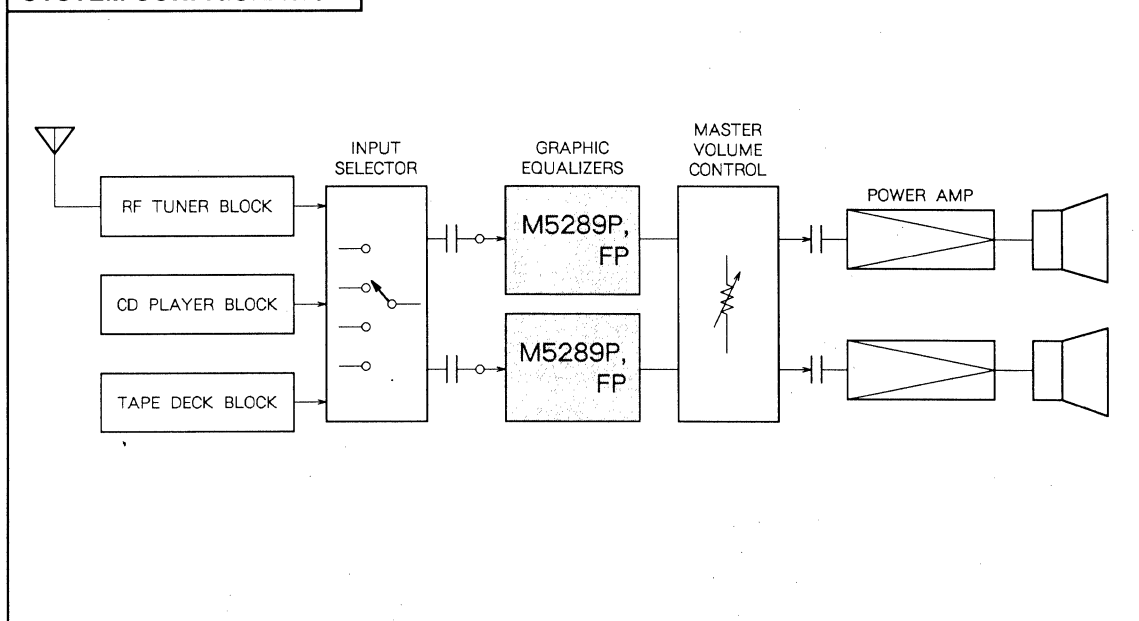 INPUT
SELECTOR
GRAPHIC
EQUALIZERS
MASTER
VOLUME
CONTROL
POWER AMP
RF TUNER BLOCK
CD PLAYER BLOCK
TAPE DECK BLOCK
M5289P,
FP
M5289P,
FP